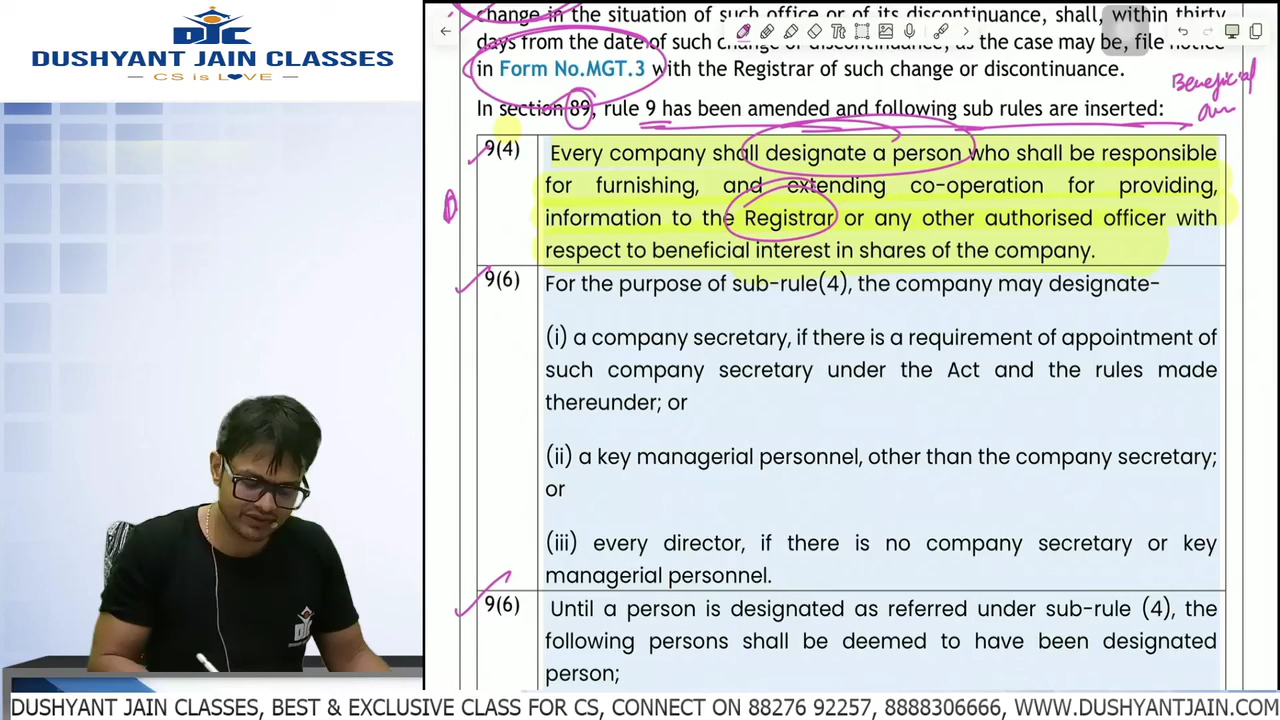 DJC
DUSHYANT JAIN CLASSES
CS is L♥VE
change in the situation of such office or of its discontinuance, shall, within thirty
days from the date of such change or discontinuance, as the case may be, file notice
in Form No.MGT.3 with the Registrar of such change or discontinuance.
Beneficial
In section 89, rule 9 has been amended and following sub rules are inserted:
9(4)
Every company shall designate a person who shall be responsible
for furnishing, and extending co-operation for providing,
information to the Registrar or any other authorised officer with
respect to beneficial interest in shares of the company.
9(6)
For the purpose of sub-rule(4), the company may designate-
(i) a company secretary, if there is a requirement of appointment of
such company secretary under the Act and the rules made
thereunder; or
(ii) a key managerial personnel, other than the company secretary;
or
(iii) every director, if there is no company secretary or key
managerial personnel.
9(6)
Until a person is designated as referred under sub-rule (4), the
following persons shall be deemed to have been designated
person;
DUSHYANT JAIN CLASSES, BEST & EXCLUSIVE CLASS FOR CS, CONNECT ON 88276 92257, 8888306666, WWW.DUSHYANTJAIN.COM